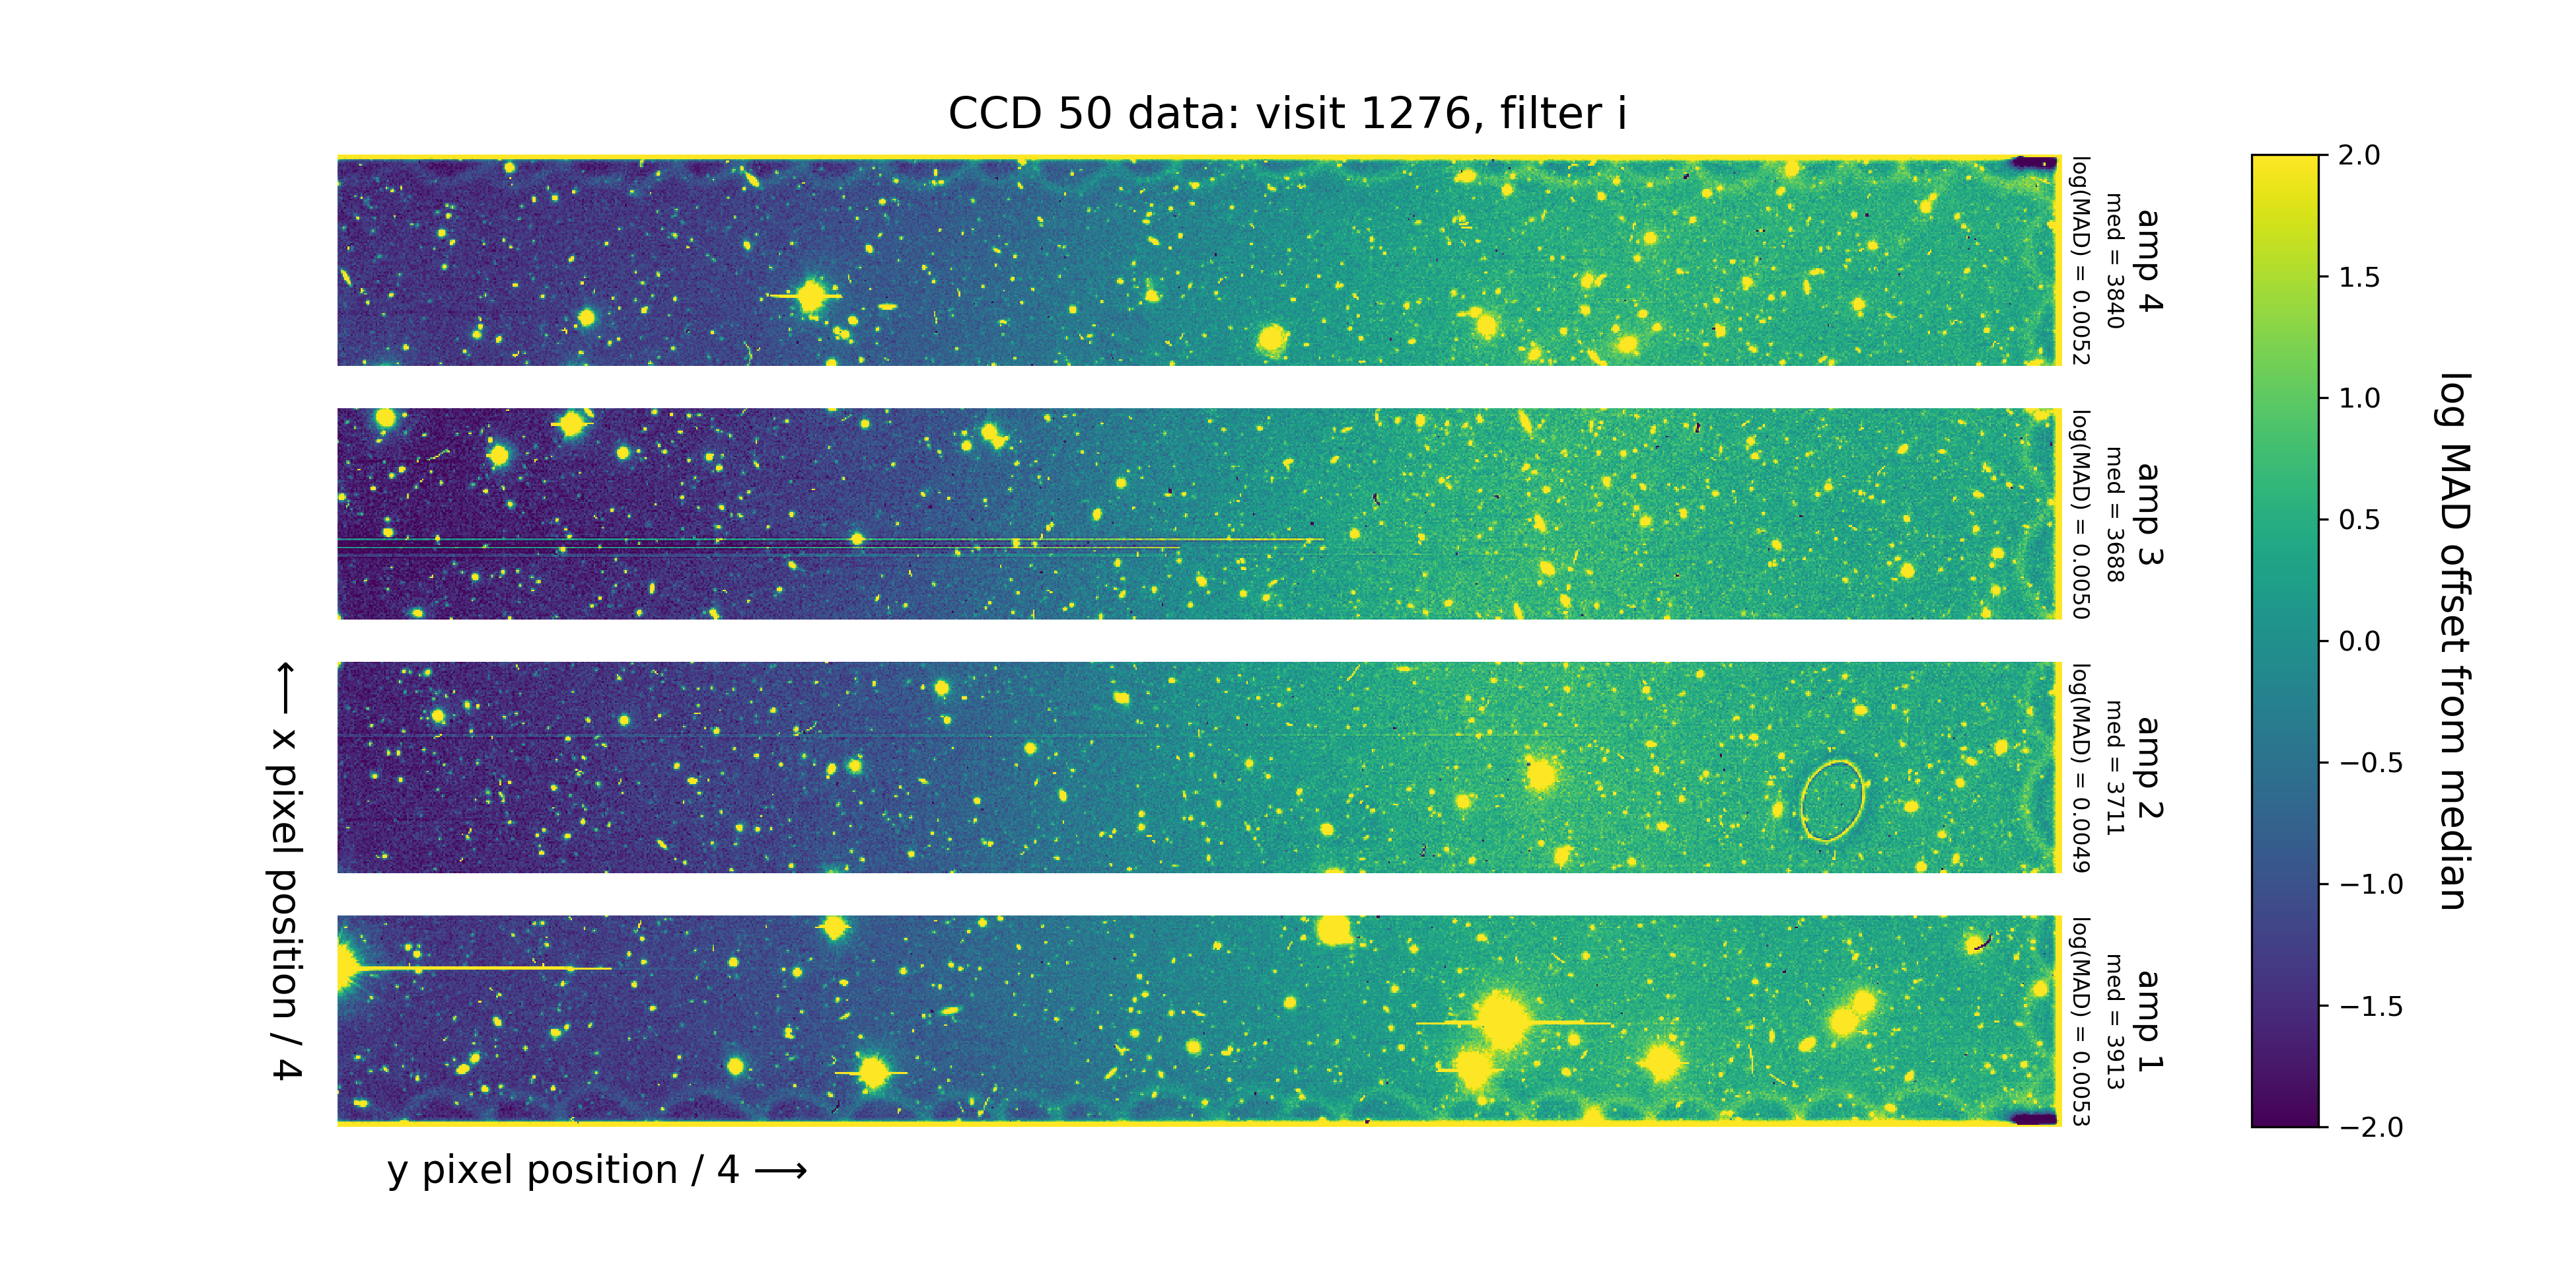 CCD 50 data: visit 1276, filter i
amp 4
med = 3840
log(MAD) = 0.0052
amp 3
med = 3688
log(MAD) = 0.0050
amp 2
med = 3711
log(MAD) = 0.0049
amp 1
med = 3913
log(MAD) = 0.0053
⟵ x pixel position / 4
y pixel position / 4 ⟶
2.0
1.5
1.0
0.5
0.0
−0.5
−1.0
−1.5
−2.0
log MAD offset from median